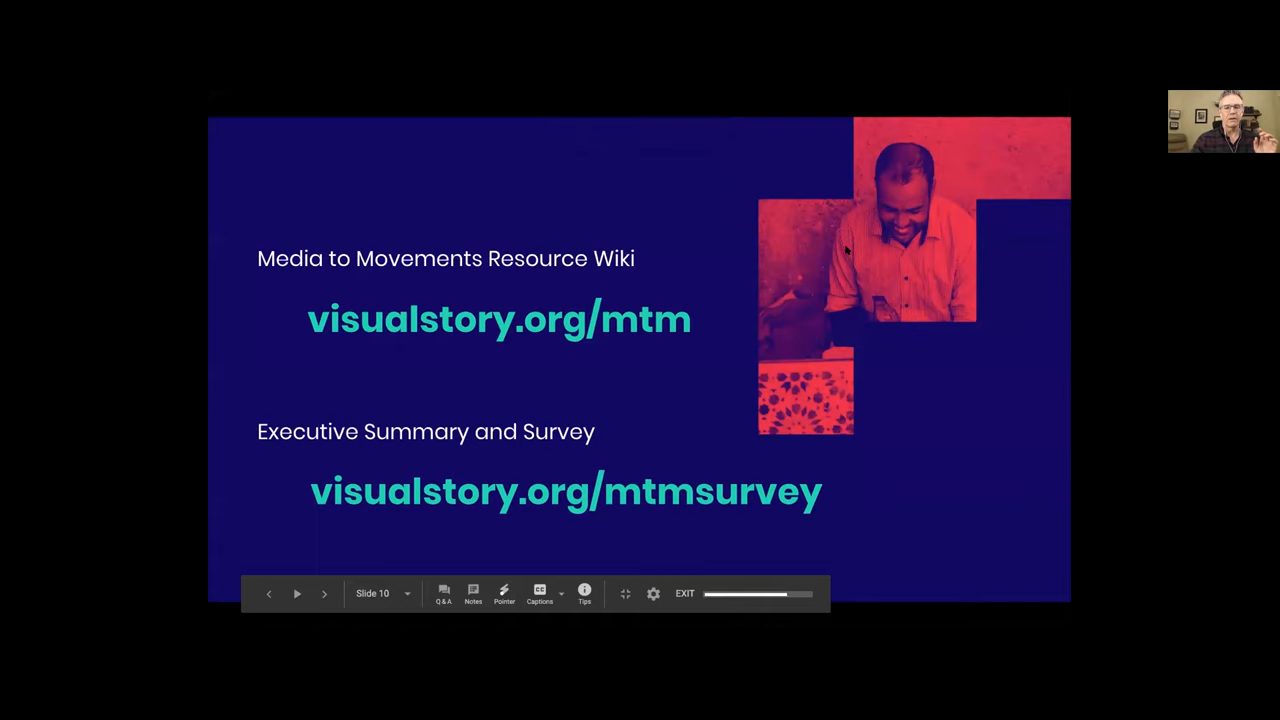 Media to Movements Resource Wiki
visualstory.org/mtm
Executive Summary and Survey
visualstory.org/mtmsurvey
Slide 10
Q & A
Notes
Pointer
CC
Captions
Tips
EXIT